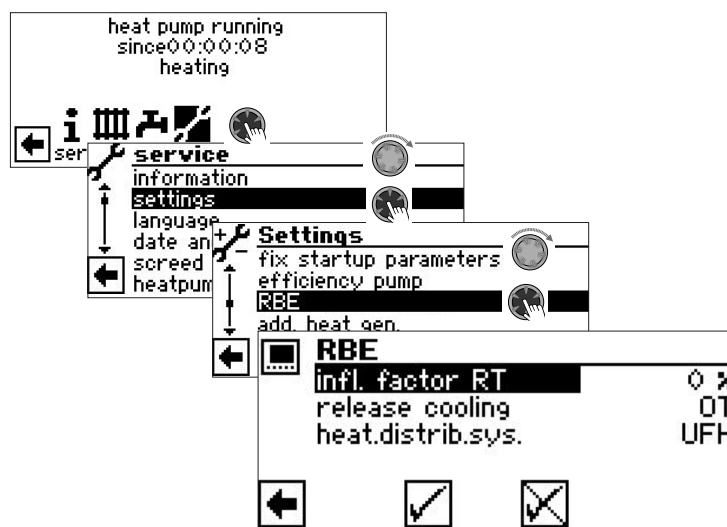 heat pump running
since00:00:08
heating
ser
service
information
settings
language
date an
screed
heatpum
Settings
fix startup parameters
efficiency pump
RBE
add. heat gen.
RBE
infl. factor RT 0
release cooling OT
heat.distrib.sys. UFH